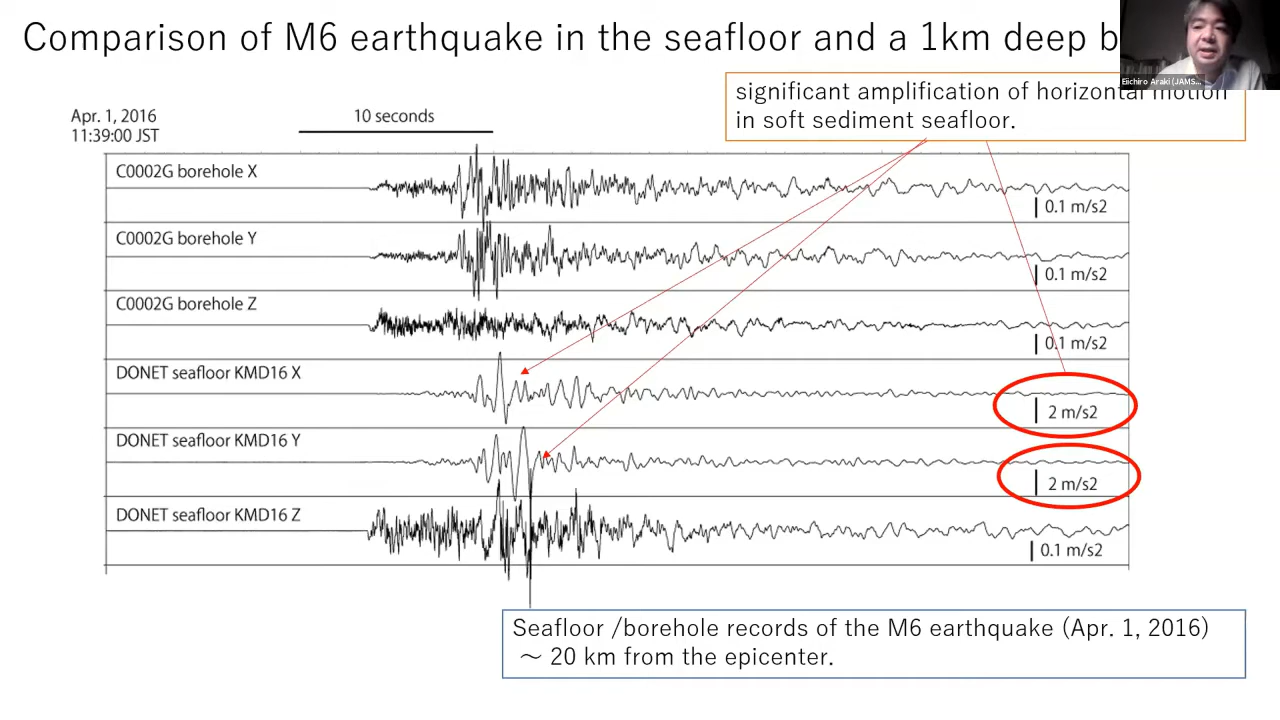 Comparison of M6 earthquake in the seafloor and a 1km deep b
Eiichiro Araki (JAMS...
significant amplification of horizontal motion
in soft sediment seafloor.
Apr. 1, 2016
11:39:00 JST
10 seconds
C0002G borehole X
0.1 m/s2
C0002G borehole Y
0.1 m/s2
C0002G borehole Z
0.1 m/s2
DONET seafloor KMD16 X
2 m/s2
DONET seafloor KMD16 Y
2 m/s2
DONET seafloor KMD16 Z
0.1 m/s2
Seafloor /borehole records of the M6 earthquake (Apr. 1, 2016)
～ 20 km from the epicenter.